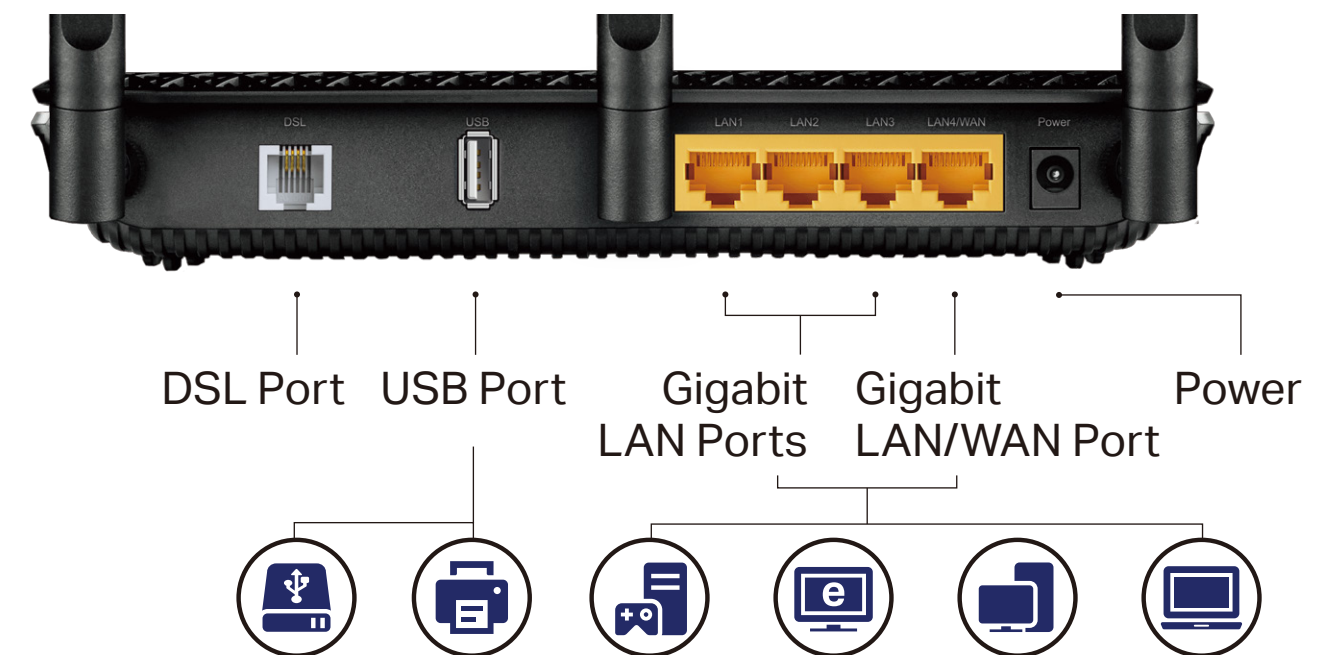 DSL
USB
LAN1
LAN2
LAN3
LAN4/WAN
Power
DSL Port
USB Port
Gigabit
LAN Ports
Gigabit
LAN/WAN Port
Power
e